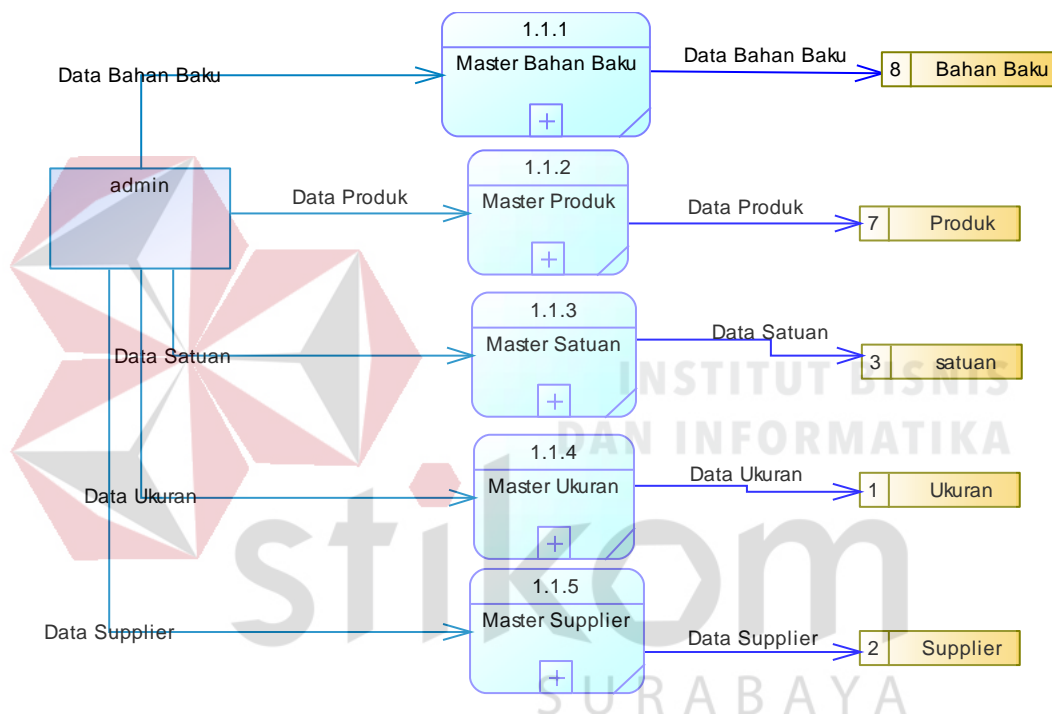 1.1.1
Data Bahan Baku
Master Bahan Baku
Data Bahan Baku
8 Bahan Baku
admin
1.1.2
Data Produk
Master Produk
Data Produk
7 Produk
1.1.3
Data Satuan
Master Satuan
Data Satuan
3 satuan
INSTITUT BISNIS
DAN INFORMATIKA
1.1.4
Data Ukuran
Master Ukuran
Data Ukuran
1 Ukuran
stikom
1.1.5
Data Supplier
Master Supplier
Data Supplier
2 Supplier
SURABAYA